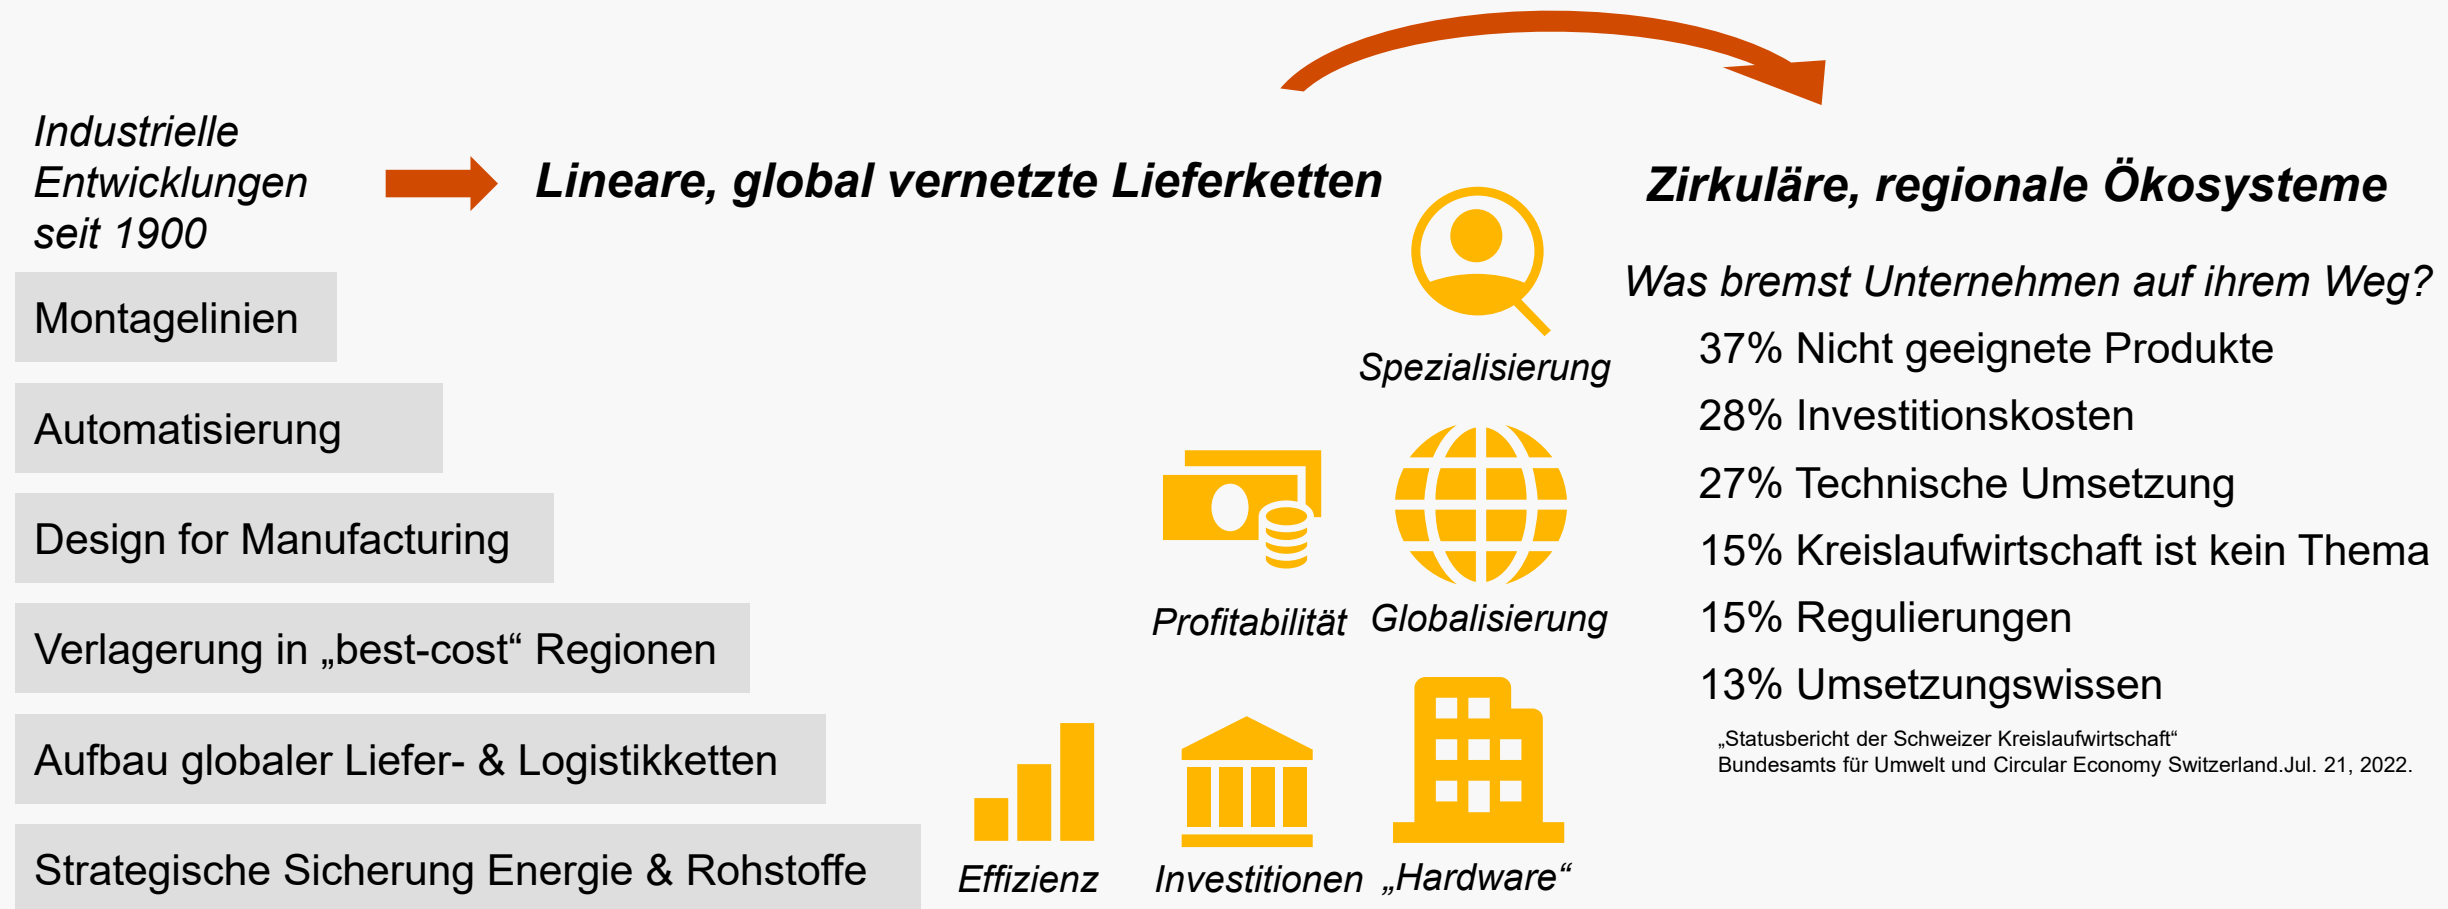 Industrielle
Entwicklungen
seit 1900
Lineare, global vernetzte Lieferketten
Zirkuläre, regionale Ökosysteme
Montagelinien
Automatisierung
Design for Manufacturing
Verlagerung in „best-cost“ Regionen
Aufbau globaler Liefer- & Logistikketten
Strategische Sicherung Energie & Rohstoffe
Spezialisierung
Profitabilität
Globalisierung
Effizienz
Investitionen
„Hardware“
Was bremst Unternehmen auf ihrem Weg?
37% Nicht geeignete Produkte
28% Investitionskosten
27% Technische Umsetzung
15% Kreislaufwirtschaft ist kein Thema
15% Regulierungen
13% Umsetzungswissen
„Statusbericht der Schweizer Kreislaufwirtschaft“
Bundesamts für Umwelt und Circular Economy Switzerland.Jul. 21, 2022.